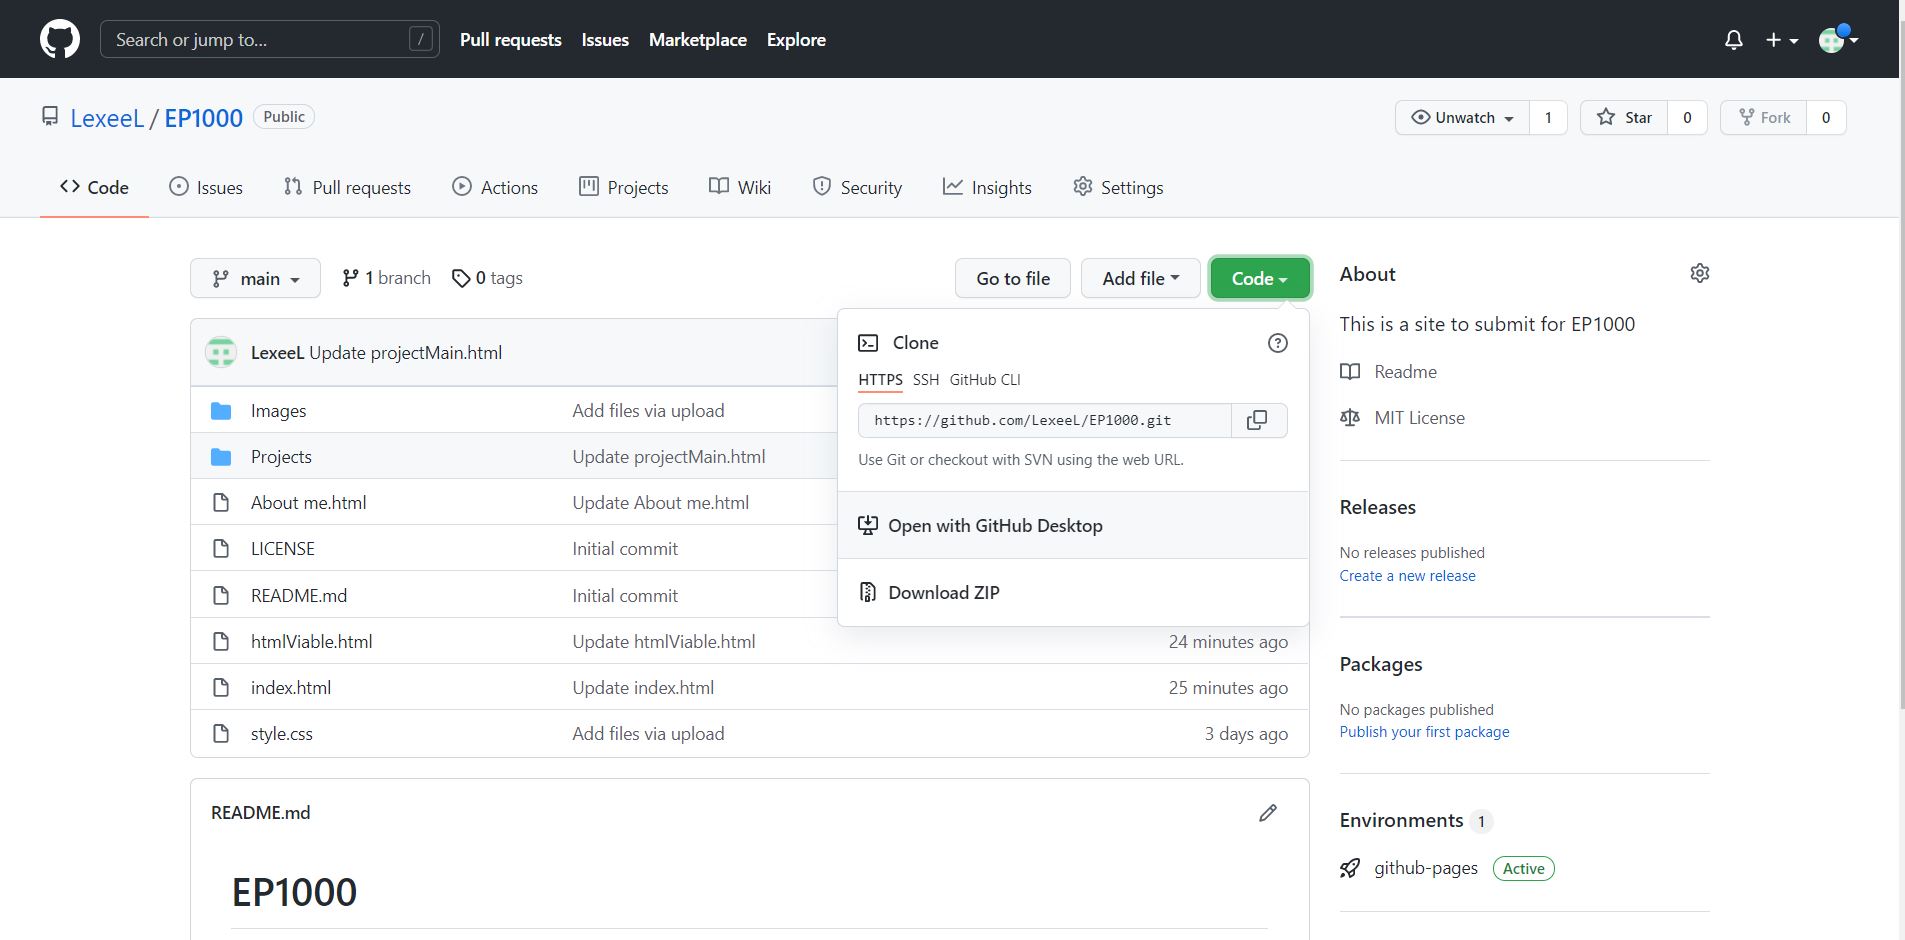 Search or jump to... / Pull requests Issues Marketplace Explore
LexeeL / EP1000 Public Unwatch 1 Star 0 Fork 0
Code Issues Pull requests Actions Projects Wiki Security Insights Settings
main 1 branch 0 tags Go to file Add file Code
About
This is a site to submit for EP1000
Readme
MIT License
LexeeL Update projectMain.html
Images Add files via upload
Projects Update projectMain.html
About me.html Update About me.html
LICENSE Initial commit
README.md Initial commit
htmlViable.html Update htmlViable.html 24 minutes ago
index.html Update index.html 25 minutes ago
style.css Add files via upload 3 days ago
Clone
HTTPS SSH GitHub CLI
https://github.com/LexeeL/EP1000.git
Use Git or checkout with SVN using the web URL.
Open with GitHub Desktop
Download ZIP
Releases
No releases published
Create a new release
Packages
No packages published
Publish your first package
Environments 1
github-pages Active
README.md
EP1000